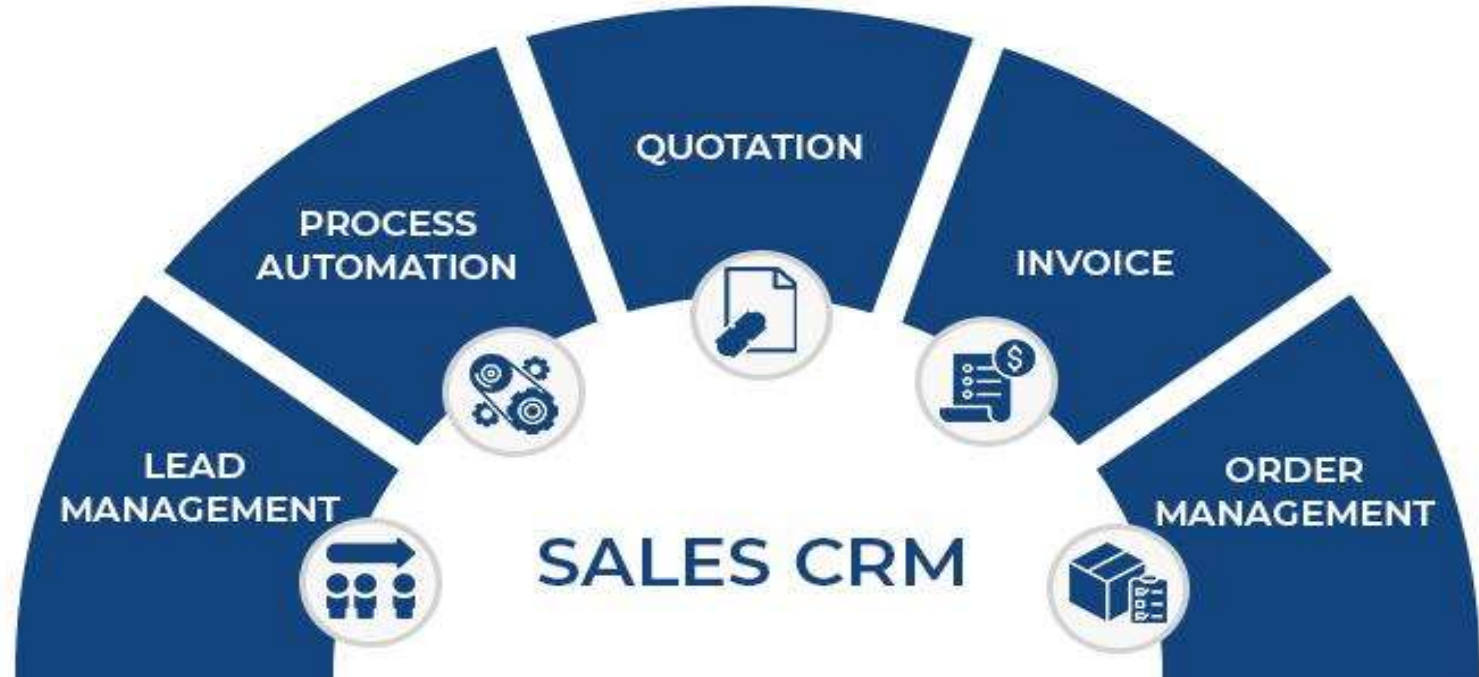 LEAD
MANAGEMENT
PROCESS
AUTOMATION
QUOTATION
INVOICE
$
ORDER
MANAGEMENT
SALES CRM